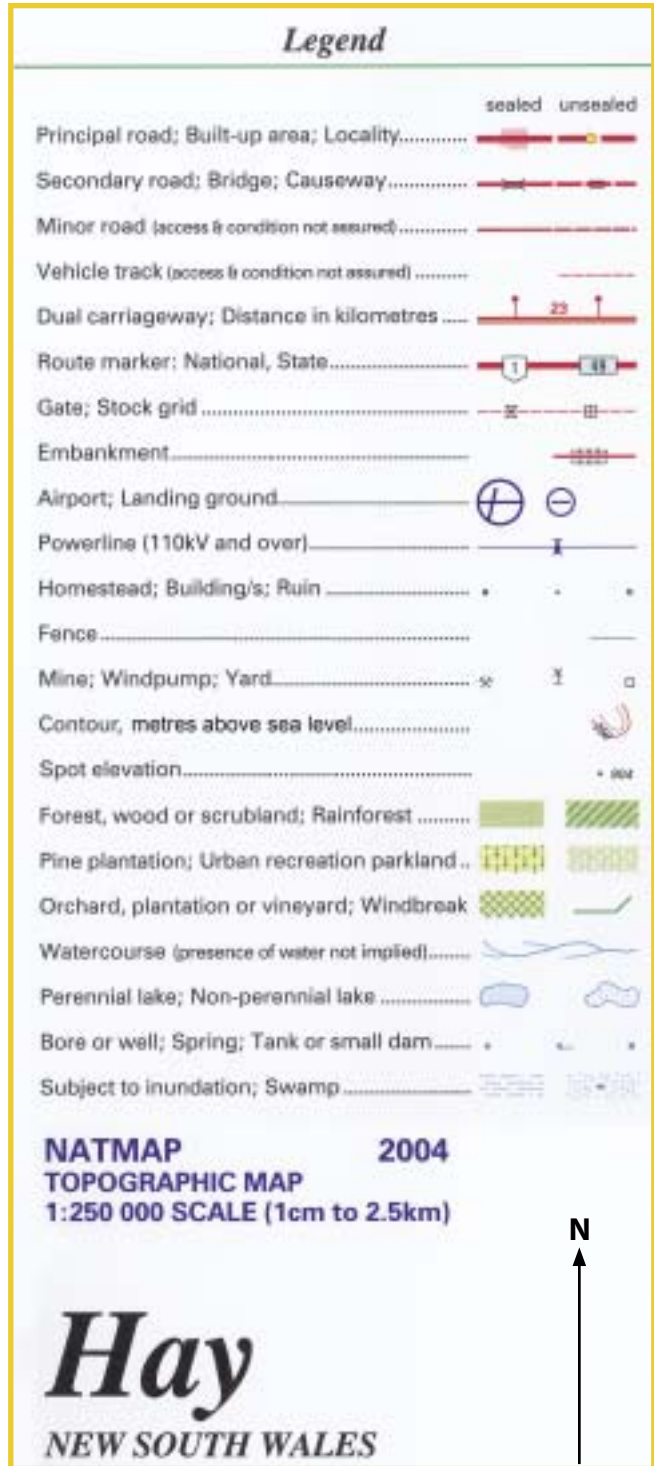 Legend
sealed unsealed
Principal road; Built-up area; Locality............
Secondary road; Bridge; Causeway..............
Minor road (access & condition not assured)............
Vehicle track (access & condition not assured) .........
Dual carriageway; Distance in kilometres ..... 23
Route marker: National, State........................ 1
Gate; Stock grid ..............................................
Embankment....................................................
Airport; Landing ground.................................
Powerline (110kV and over)............................
Homestead; Building/s; Ruin .........................
Fence................................................................
Mine; Windpump; Yard..................................
Contour, metres above sea level....................
Spot elevation..................................................
Forest, wood or scrubland; Rainforest ..........
Pine plantation; Urban recreation parkland ..
Orchard, plantation or vineyard; Windbreak
Watercourse (presence of water not implied)........
Perennial lake; Non-perennial lake ................
Bore or well; Spring; Tank or small dam.......
Subject to inundation; Swamp......................
NATMAP 2004
TOPOGRAPHIC MAP
1:250 000 SCALE (1cm to 2.5km)
N
Hay
NEW SOUTH WALES